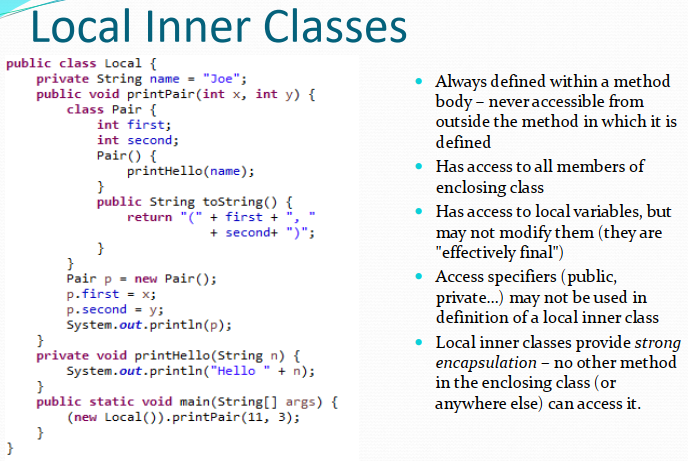 Local Inner Classes
public class Local {
    private String name = "Joe";
    public void printPair(int x, int y) {
        class Pair {
            int first;
            int second;
            Pair() {
                printHello(name);
            }
            public String toString() {
                return "(" + first + ", "
                           + second+ ")";
            }
        }
        Pair p = new Pair();
        p.first = x;
        p.second = y;
        System.out.println(p);
    }
    private void printHello(String n) {
        System.out.println("Hello " + n);
    }
    public static void main(String[] args) {
        (new Local()).printPair(11, 3);
    }
}
• Always defined within a method
body – never accessible from
outside the method in which it is
defined
• Has access to all members of
enclosing class
• Has access to local variables, but
may not modify them (they are
"effectively final")
• Access specifiers (public,
private...) may not be used in
definition of a local inner class
• Local inner classes provide strong
encapsulation – no other method
in the enclosing class (or
anywhere else) can access it.